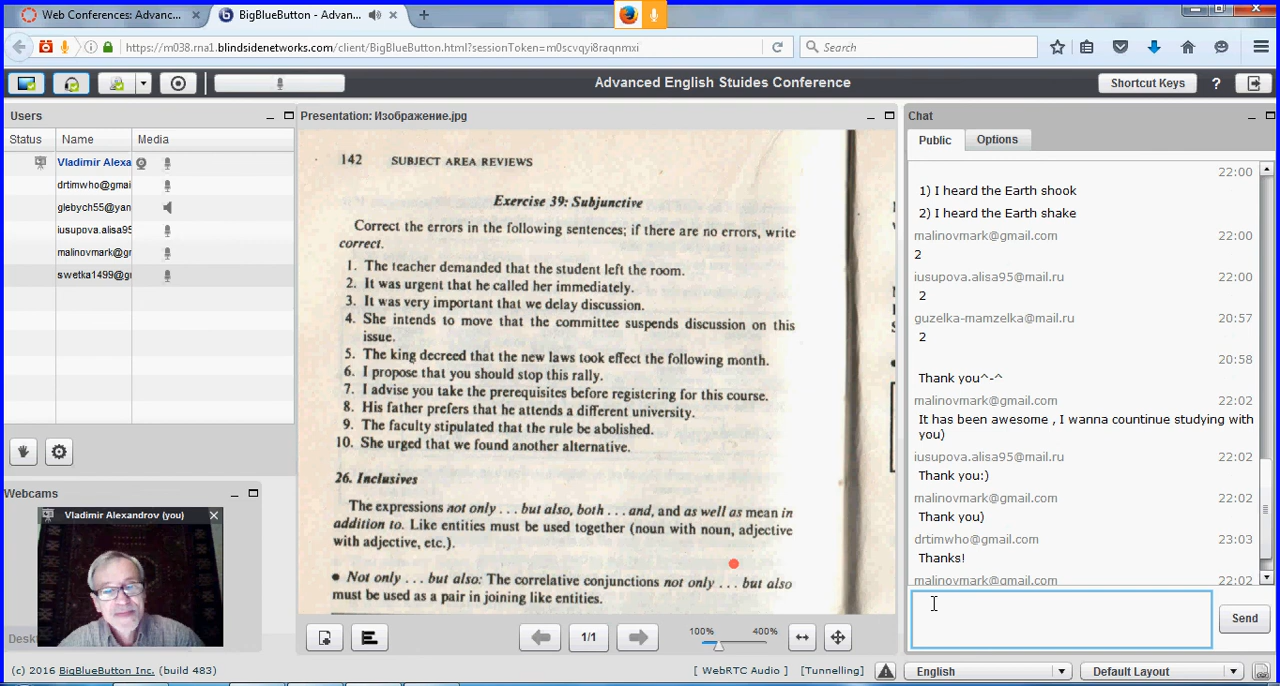 Web Conferences: Advanc...
BigBlueButton - Advan...
https://m038.rna1.blindsidenetworks.com/client/BigBlueButton.html?sessionToken=m0scvqyi8raqnmxi
Search
Advanced English Stuides Conference
Shortcut Keys
?
Users
Status Name Media
Vladimir Alexa
drtimwho@gmai
glebych55@yan
iusupova.alisa95
malinovmark@gr
swetka1499@gr
Webcams
Vladimir Alexandrov (you)
Desk
Presentation: Изображение.jpg
142 SUBJECT AREA REVIEWS
Exercise 39: Subjunctive
Correct the errors in the following sentences; if there are no errors, write
correct.
1. The teacher demanded that the student left the room.
2. It was urgent that he called her immediately.
3. It was very important that we delay discussion.
4. She intends to move that the committee suspends discussion on this
issue.
5. The king decreed that the new laws took effect the following month.
6. I propose that you should stop this rally.
7. I advise you take the prerequisites before registering for this course.
8. His father prefers that he attends a different university.
9. The faculty stipulated that the rule be abolished.
10. She urged that we found another alternative.
26. Inclusives
The expressions not only . . . but also, both . . . and, and as well as mean in
addition to. Like entities must be used together (noun with noun, adjective
with adjective, etc.).
• Not only . . . but also: The correlative conjunctions not only . . . but also
must be used as a pair in joining like entities.
1/1
100% 400%
Chat
Public Options
22:00
1) I heard the Earth shook
2) I heard the Earth shake
malinovmark@gmail.com 22:00
2
iusupova.alisa95@mail.ru 22:00
2
guzelka-mamzelka@mail.ru 20:57
2
20:58
Thank you^-^
malinovmark@gmail.com 22:02
It has been awesome , I wanna countinue studying with
you)
iusupova.alisa95@mail.ru 22:02
Thank you:)
malinovmark@gmail.com 22:02
Thank you)
drtimwho@gmail.com 23:03
Thanks!
malinovmark@gmail.com 22:02
Send
(c) 2016 BigBlueButton Inc. (build 483)
[ WebRTC Audio ] [Tunnelling]
English
Default Layout